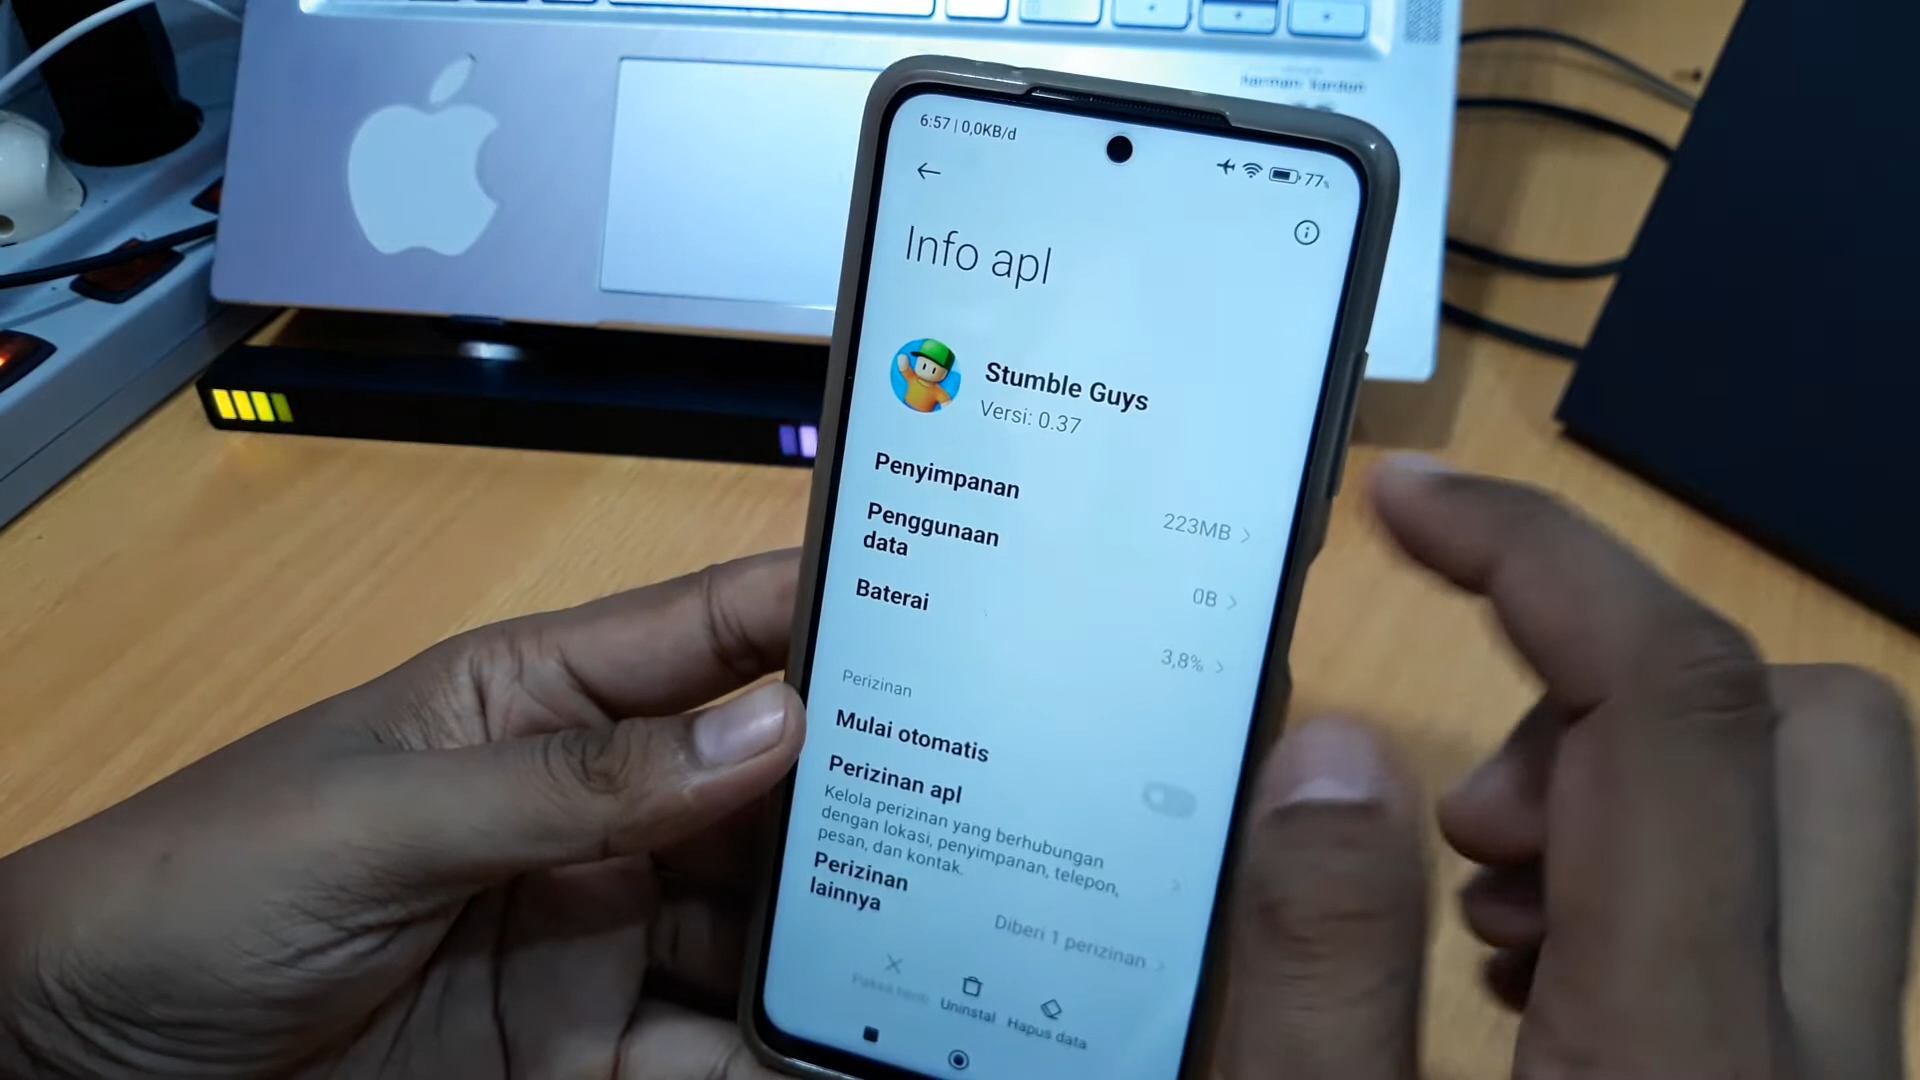 harman kardon
6:57 | 0,0KB/d
77%
Info apl
Stumble Guys
Versi: 0.37
Penyimpanan
223MB
Penggunaan
data
0B
Baterai
3,8%
Perizinan
Mulai otomatis
Perizinan apl
Kelola perizinan yang berhubungan
dengan lokasi, penyimpanan, telepon,
pesan, dan kontak.
Perizinan
lainnya
Diberi 1 perizinan
Uninstal
Hapus data